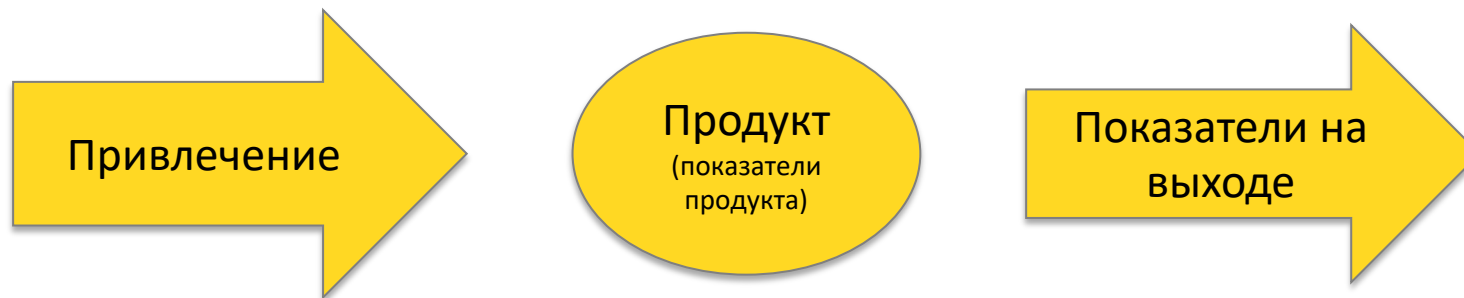 Привлечение
Продукт
(показатели
продукта)
Показатели на
выходе